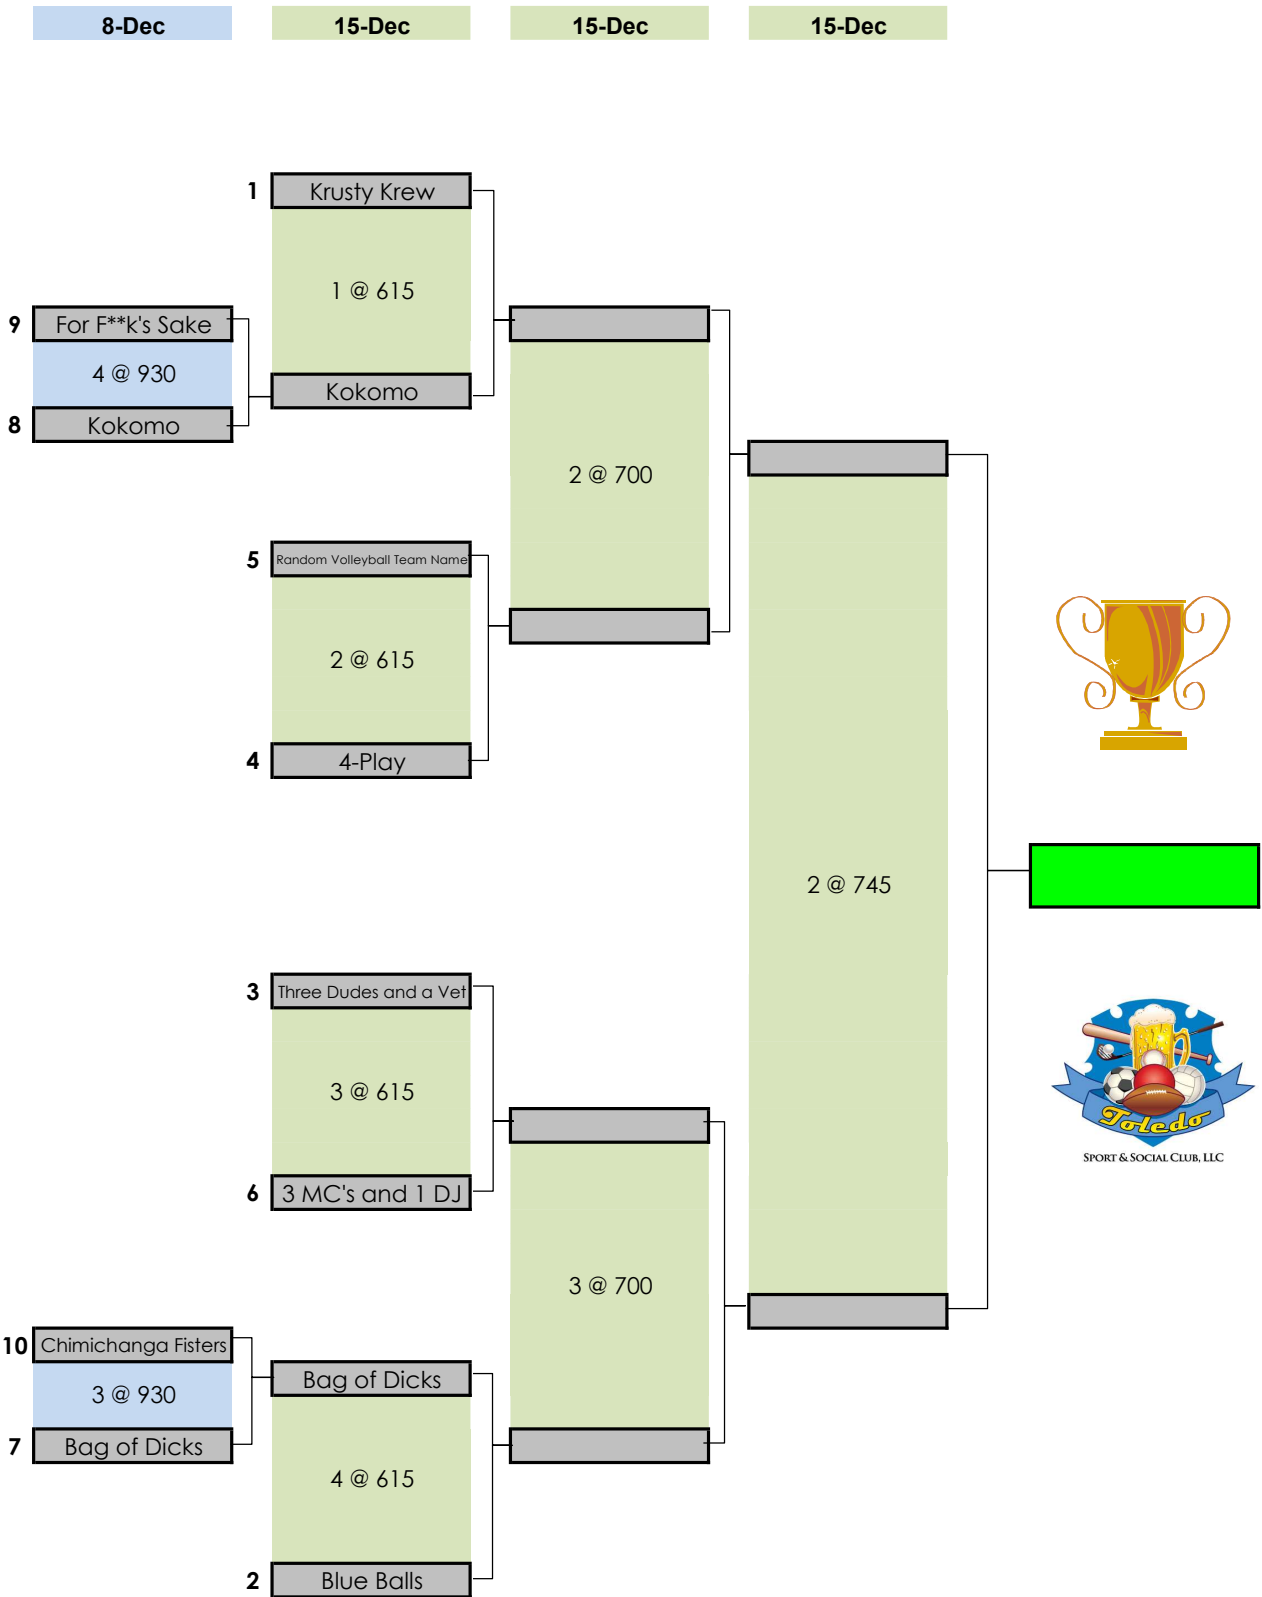 8-Dec
15-Dec
15-Dec
15-Dec
1
Krusty Krew
1 @ 615
9
For F**k's Sake
4 @ 930
Kokomo
8
Kokomo
2 @ 700
5
Random Volleyball Team Name
2 @ 615
4
4-Play
2 @ 745
3
Three Dudes and a Vet
3 @ 615
6
3 MC's and 1 DJ
Toledo
SPORT & SOCIAL CLUB, LLC
3 @ 700
10
Chimichanga Fisters
3 @ 930
Bag of Dicks
7
Bag of Dicks
4 @ 615
2
Blue Balls